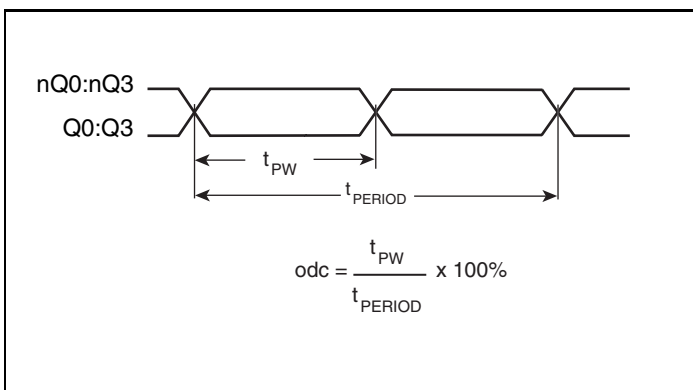 nQ0:nQ3
Q0:Q3
tPW
tPERIOD
odc = tPW / tPERIOD x 100%